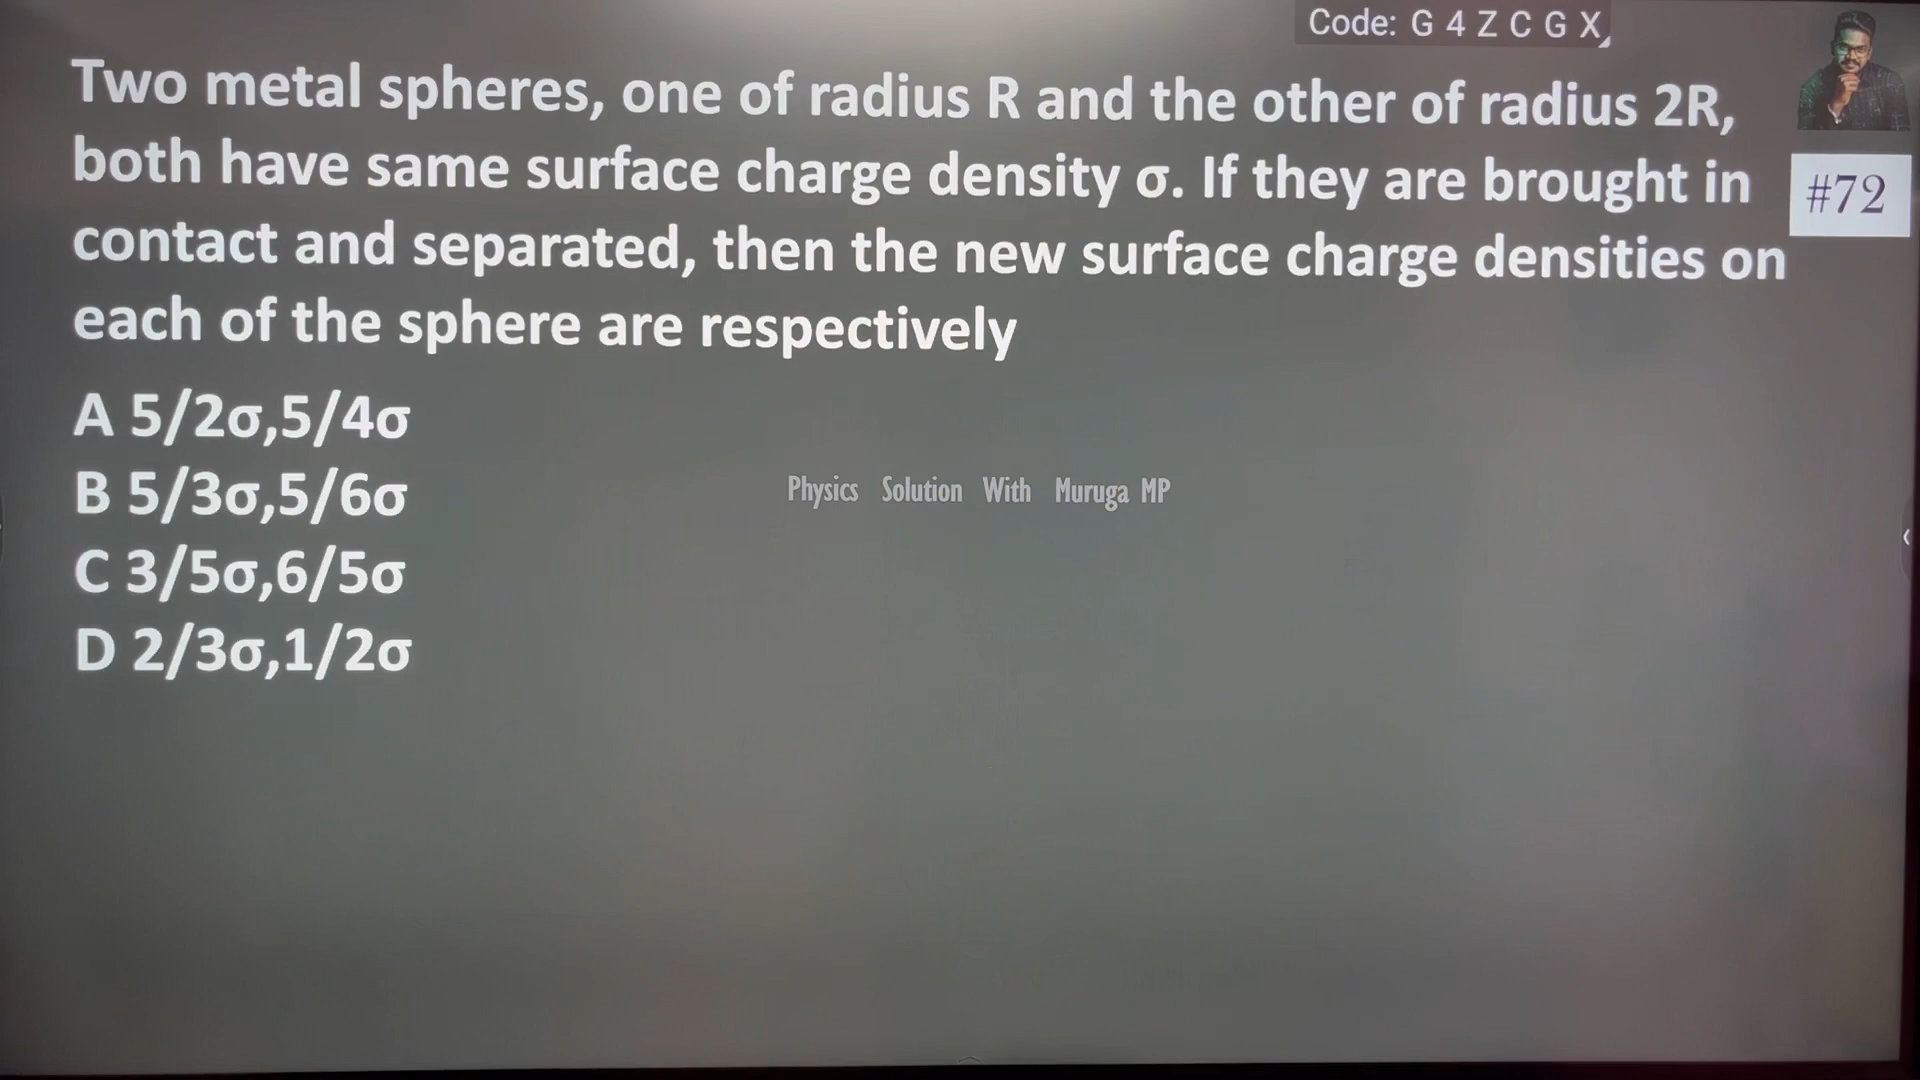 Code: G 4 Z C G X
Two metal spheres, one of radius R and the other of radius 2R,
both have same surface charge density σ. If they are brought in
#72
contact and separated, then the new surface charge densities on
each of the sphere are respectively
A 5/2σ,5/4σ
B 5/3σ,5/6σ
Physics Solution With Muruga MP
C 3/5σ,6/5σ
D 2/3σ,1/2σ